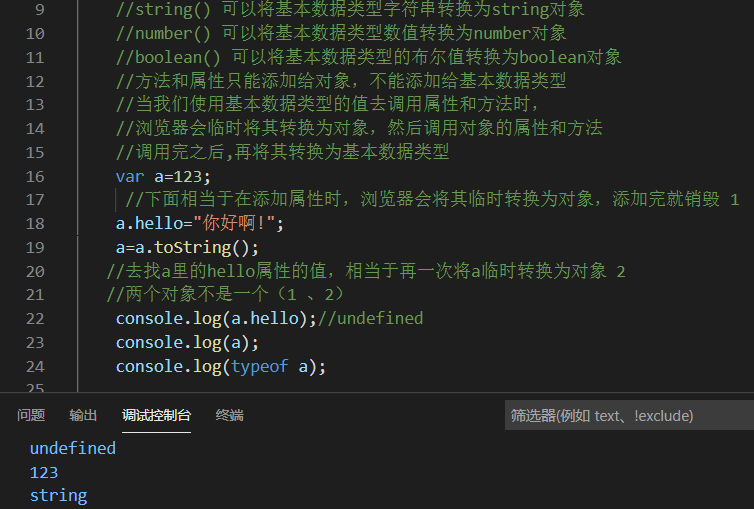 9 //string() 可以将基本数据类型字符串转换为string对象
10 //number() 可以将基本数据类型数值转换为number对象
11 //boolean() 可以将基本数据类型的布尔值转换为boolean对象
12 //方法和属性只能添加给对象，不能添加给基本数据类型
13 //当我们使用基本数据类型的值去调用属性和方法时，
14 //浏览器会临时将其转换为对象，然后调用对象的属性和方法
15 //调用完之后,再将其转换为基本数据类型
16 var a=123;
17 //下面相当于在添加属性时，浏览器会将其临时转换为对象，添加完就销毁 1
18 a.hello="你好啊!";
19 a=a.toString();
20 //去找a里的hello属性的值，相当于再一次将a临时转换为对象 2
21 //两个对象不是一个（1 、2）
22 console.log(a.hello);//undefined
23 console.log(a);
24 console.log(typeof a);
25
问题 输出 调试控制台 终端 筛选器(例如 text、!exclude)
undefined
123
string